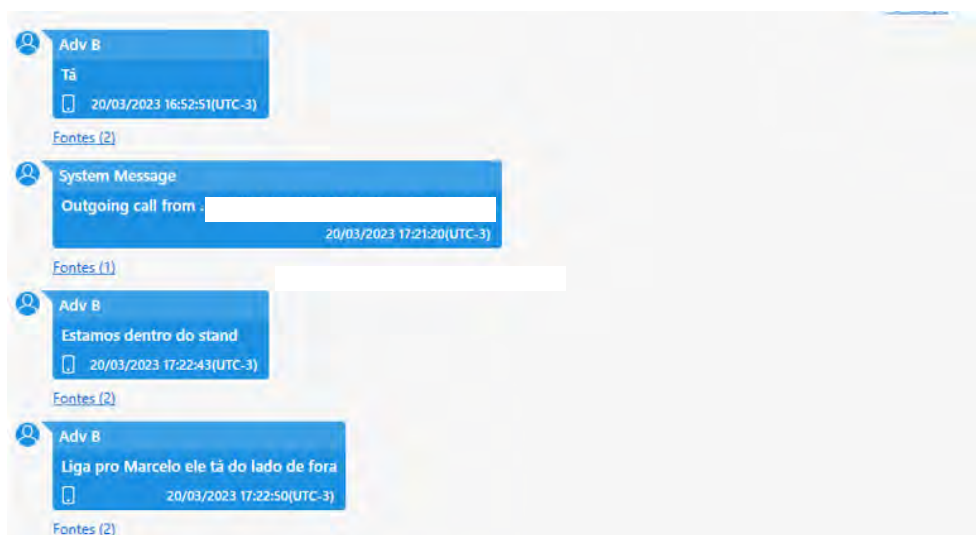 Adv B
Tá
20/03/2023 16:52:51(UTC-3)
Fontes (2)
System Message
Outgoing call from .
20/03/2023 17:21:20(UTC-3)
Fontes (1)
Adv B
Estamos dentro do stand
20/03/2023 17:22:43(UTC-3)
Fontes (2)
Adv B
Liga pro Marcelo ele tá do lado de fora
20/03/2023 17:22:50(UTC-3)
Fontes (2)